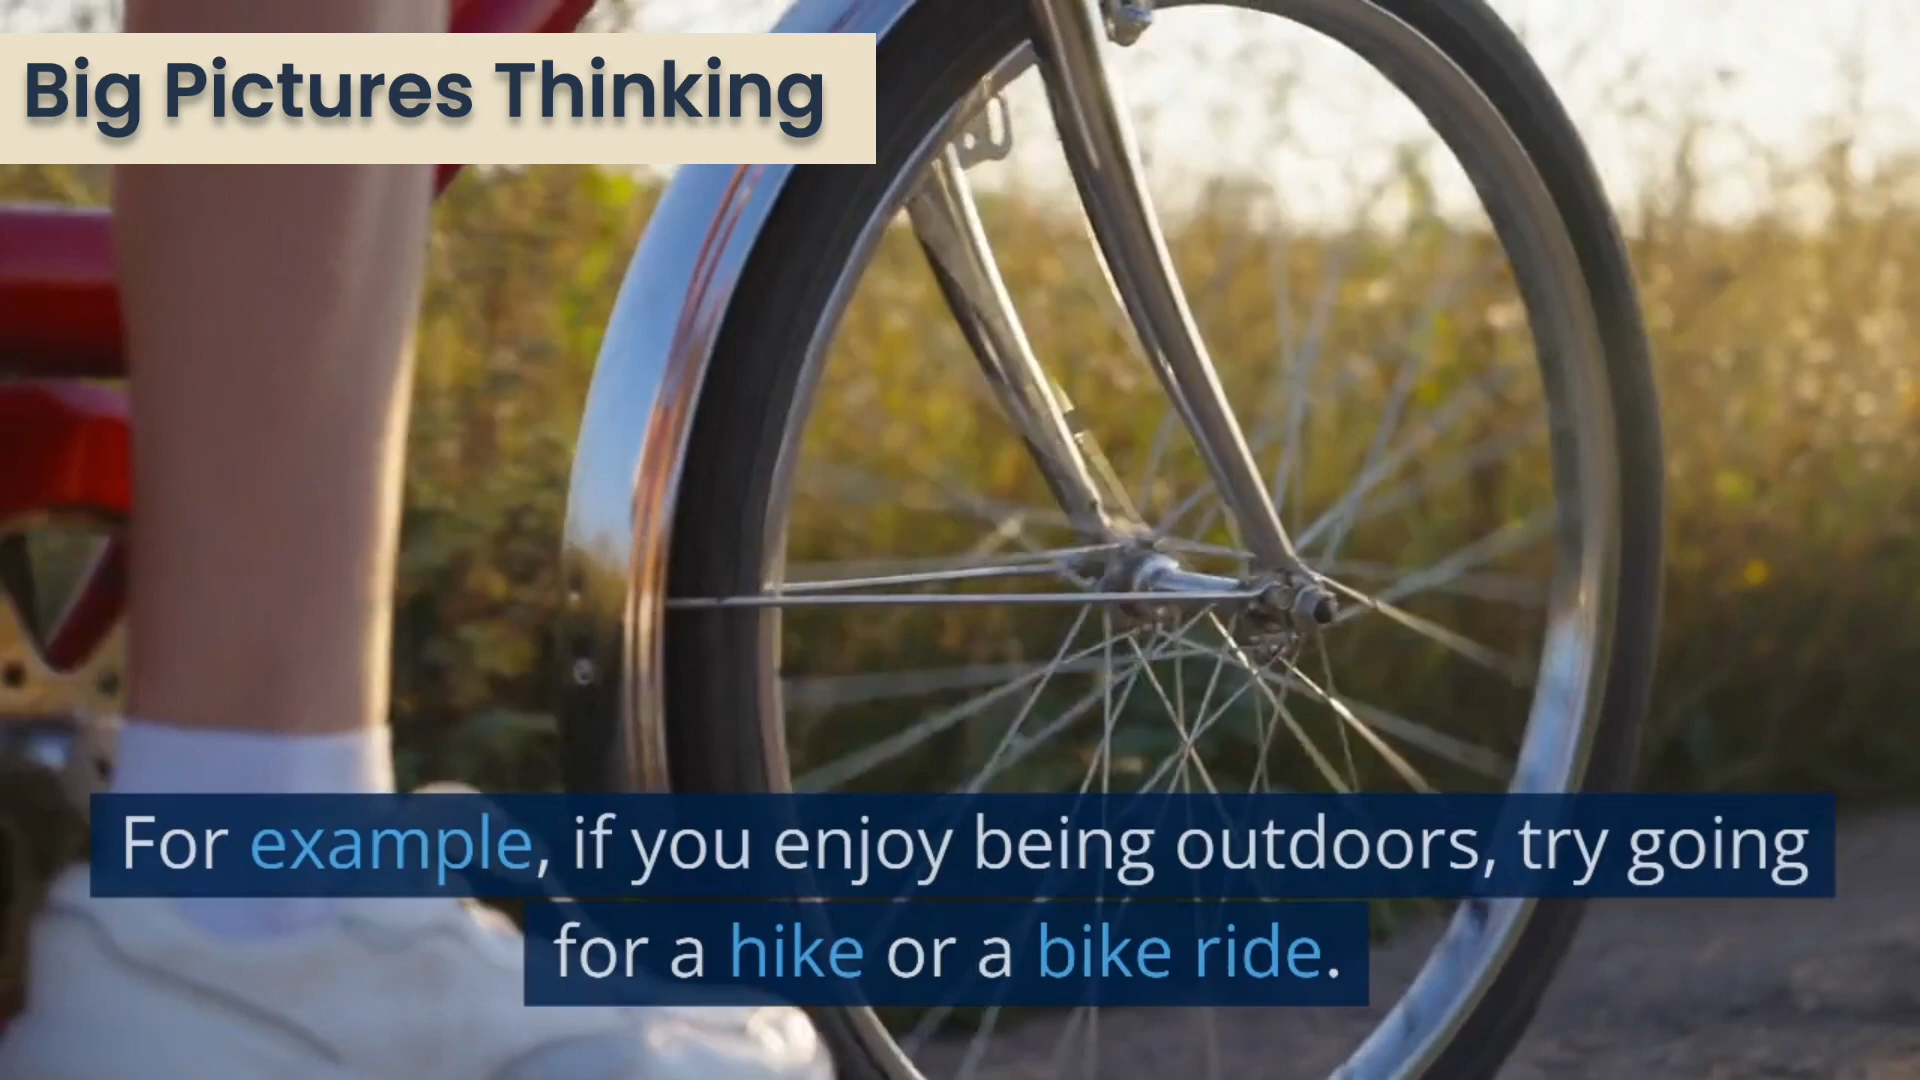 Big Pictures Thinking
For example, if you enjoy being outdoors, try going
for a hike or a bike ride.